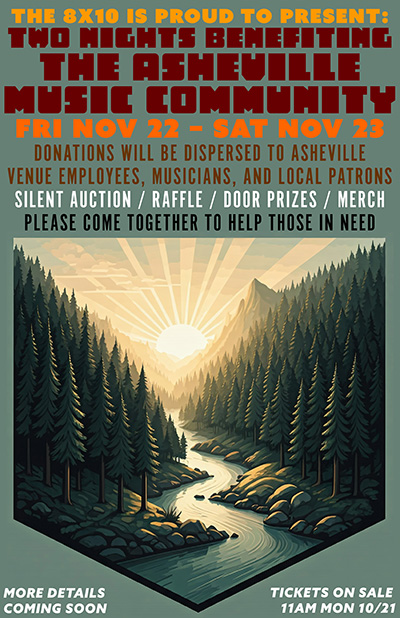 THE 8X10 IS PROUD TO PRESENT:
TWO NIGHTS BENEFITING
THE ASHEVILLE
MUSIC COMMUNITY
FRI NOV 22 – SAT NOV 23
DONATIONS WILL BE DISPERSED TO ASHEVILLE
VENUE EMPLOYEES, MUSICIANS, AND LOCAL PATRONS
SILENT AUCTION / RAFFLE / DOOR PRIZES / MERCH
PLEASE COME TOGETHER TO HELP THOSE IN NEED
MORE DETAILS
COMING SOON
TICKETS ON SALE
11AM MON 10/21